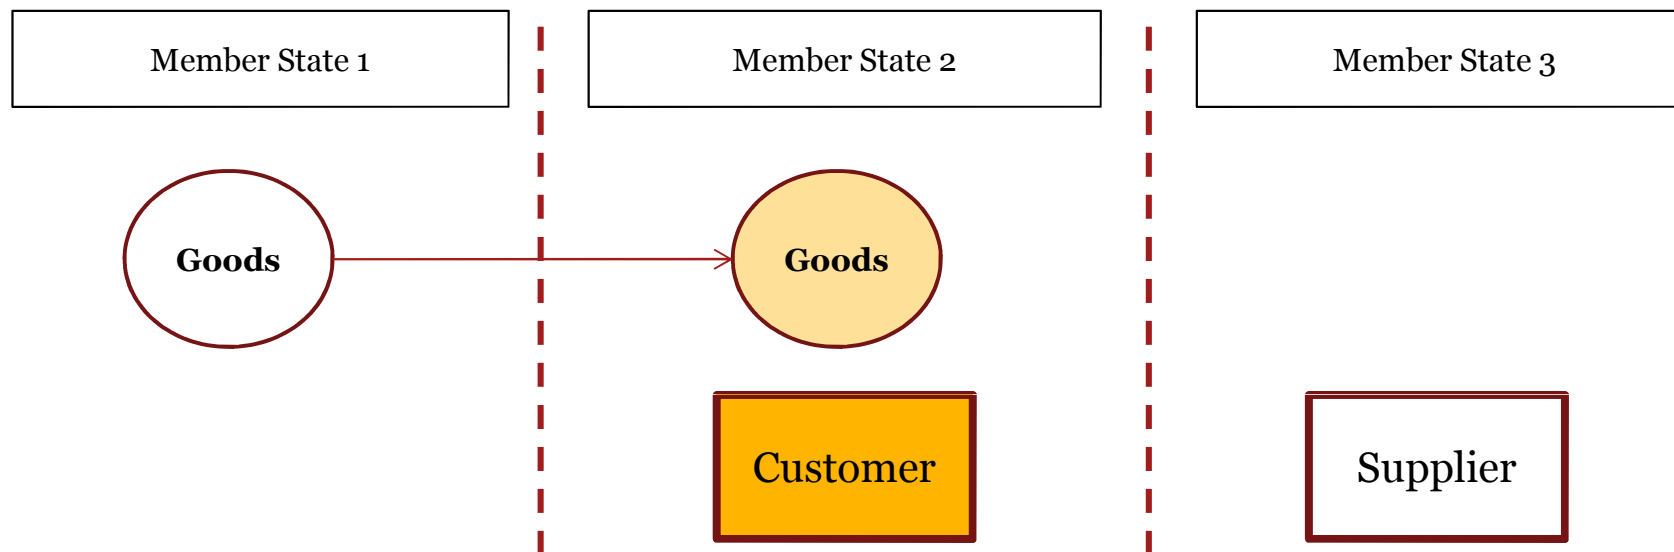 Member State 1
Member State 2
Member State 3
Goods
Goods
Customer
Supplier